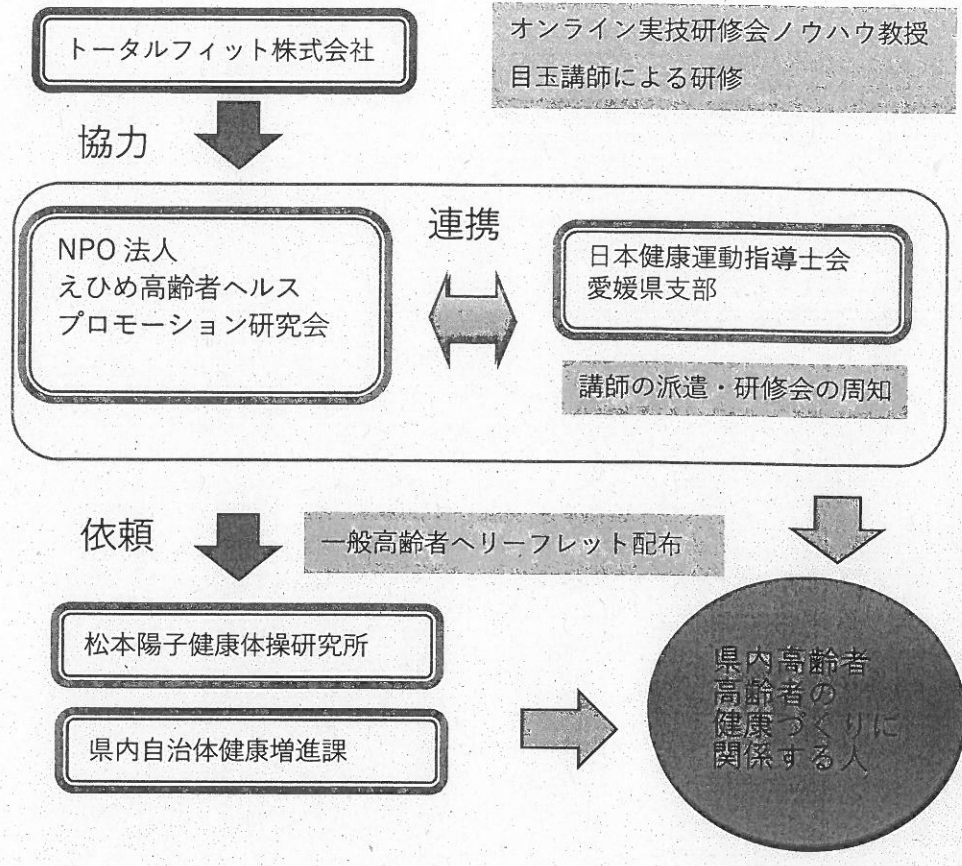 トータルフィット株式会社
オンライン実技研修会ノウハウ教授
目玉講師による研修
協力
NPO 法人
えひめ高齢者ヘルス
プロモーション研究会
連携
日本健康運動指導士会
愛媛県支部
講師の派遣・研修会の周知
依頼
一般高齢者へリーフレット配布
松本陽子健康体操研究所
県内自治体健康増進課
県内高齢者
高齢者の
健康づくりに
関係する人